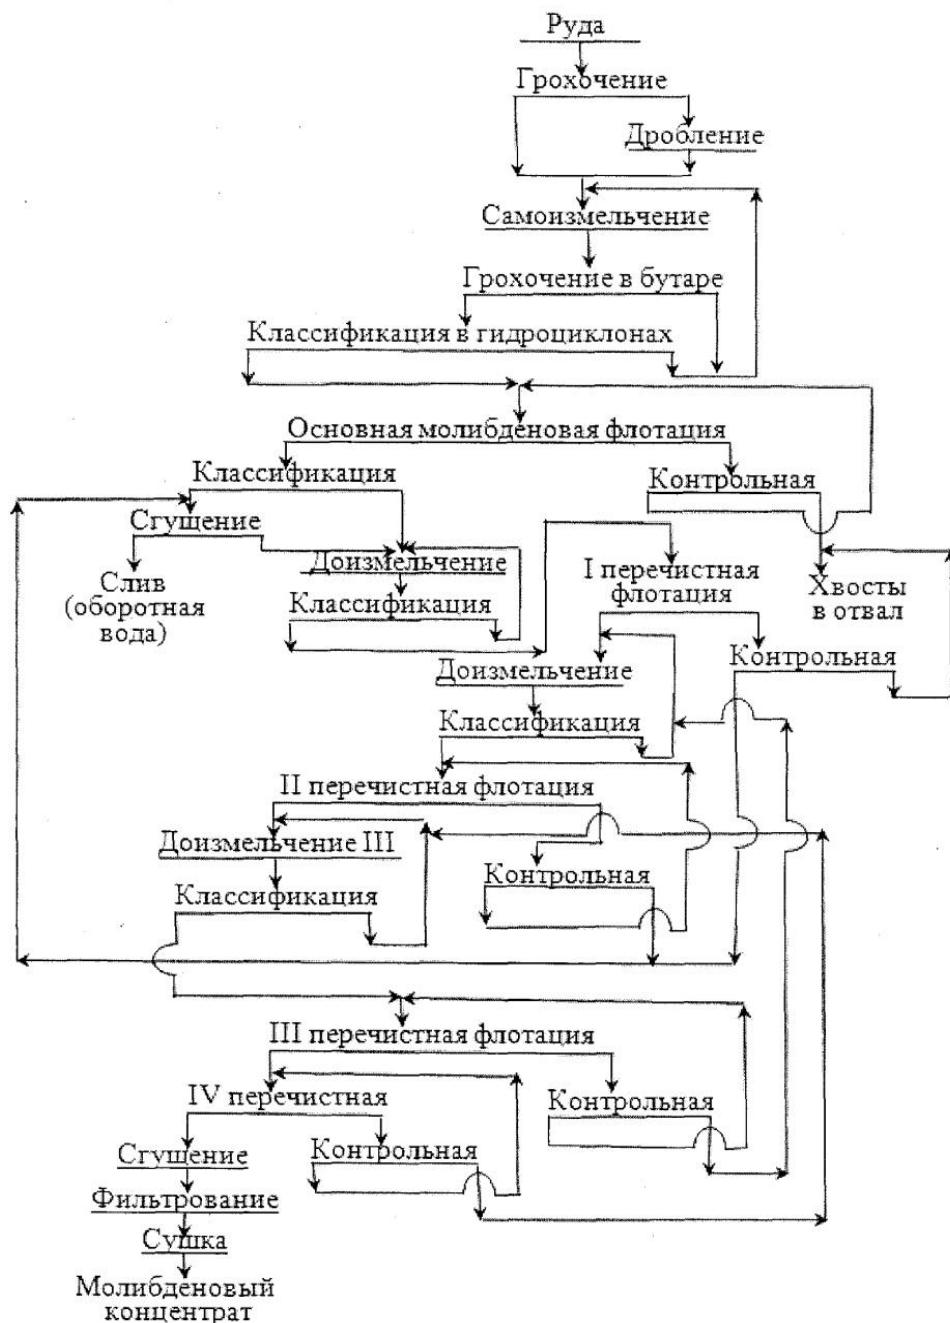 Руда
Грохочение
Дробление
Самоизмельчение
Грохочение в бутаре
Классификация в гидроциклонах
Основная молибденовая флотация
Классификация
Контрольная
Сгущение
Доизмельчение
I перечистная
флотация
Слив
(оборотная
вода)
Хвосты
в отвал
Классификация
Контрольная
Доизмельчение
Классификация
II перечистная флотация
Доизмельчение III
Контрольная
Классификация
III перечистная флотация
IV перечистная
Контрольная
Контрольная
Сгущение
Фильтрование
Сушка
Молибденовый
концентрат